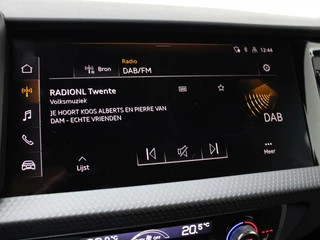 12:44
Radio
Bron
DAB/FM
RADIONL Twente
Volksmuziek
JE HOORT KOOS ALBERTS EN PIERRE VAN
DAM - ECHTE VRIENDEN
DAB
Lijst
Meer
20.5°C